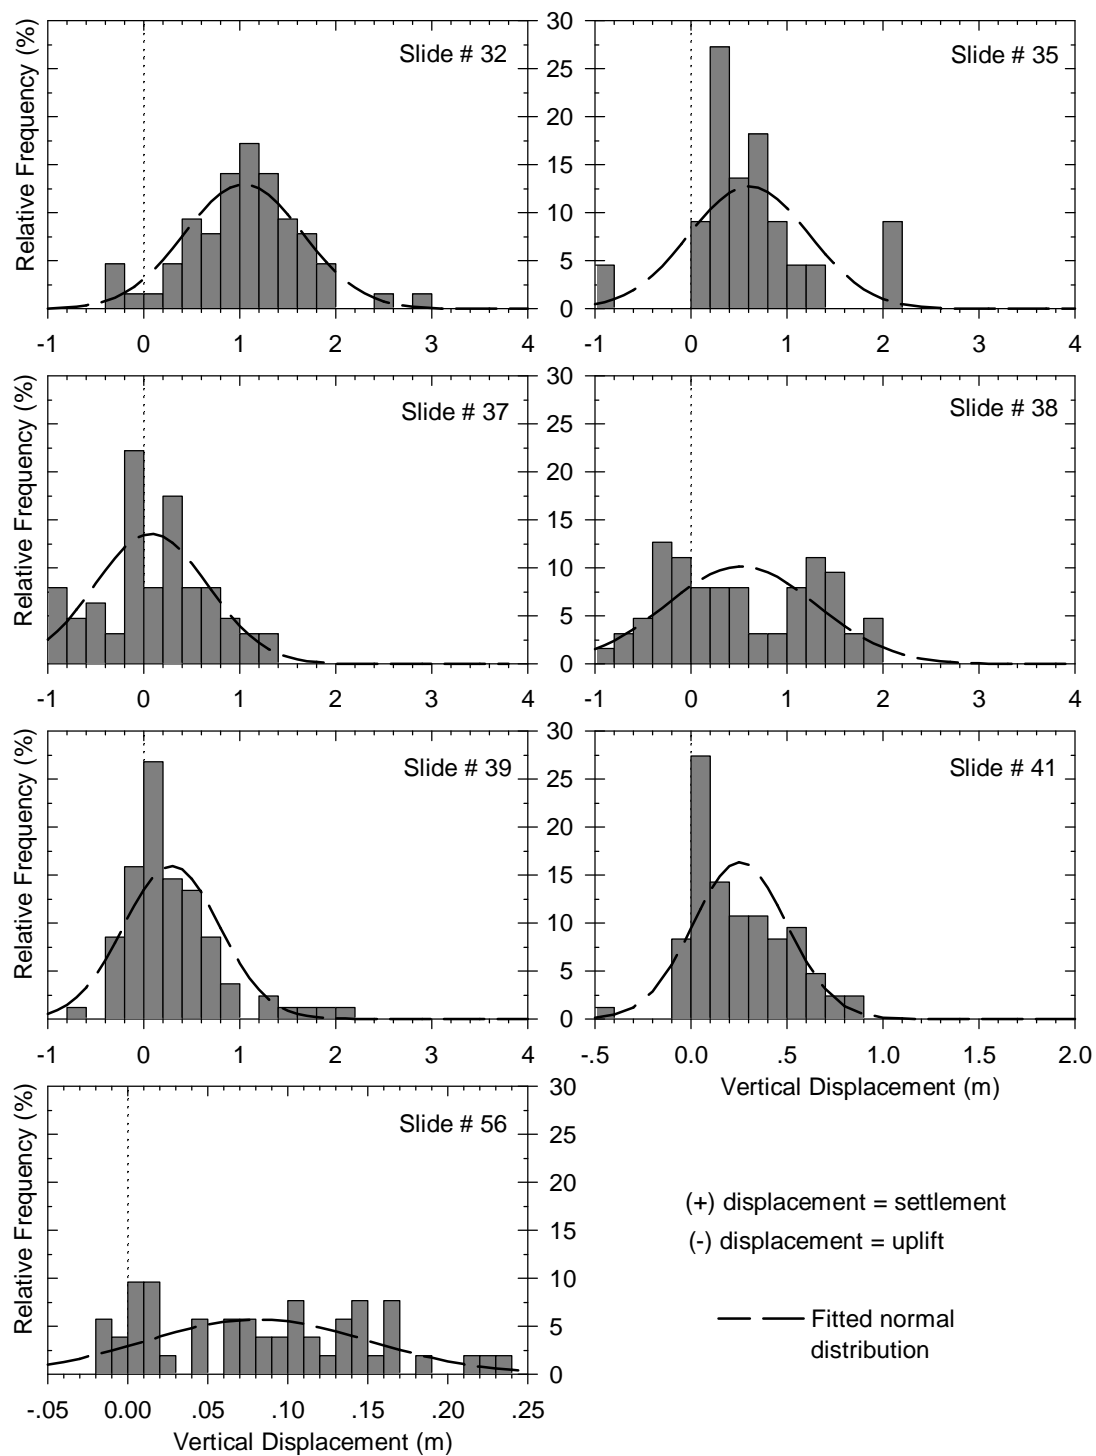 30
Slide # 32
Slide # 35
25
20
15
10
5
0
Relative Frequency (%)
-1 0 1 2 3 4
-1 0 1 2 3 4
30
Slide # 37
Slide # 38
25
20
15
10
5
0
Relative Frequency (%)
-1 0 1 2 3 4
-1 0 1 2 3 4
30
Slide # 39
Slide # 41
25
20
15
10
5
0
Relative Frequency (%)
-1 0 1 2 3 4
-.5 0.0 .5 1.0 1.5 2.0
Vertical Displacement (m)
30
Slide # 56
25
20
15
10
5
0
Relative Frequency (%)
-.05 0.00 .05 .10 .15 .20 .25
Vertical Displacement (m)
(+) displacement = settlement
(-) displacement = uplift
Fitted normal
distribution